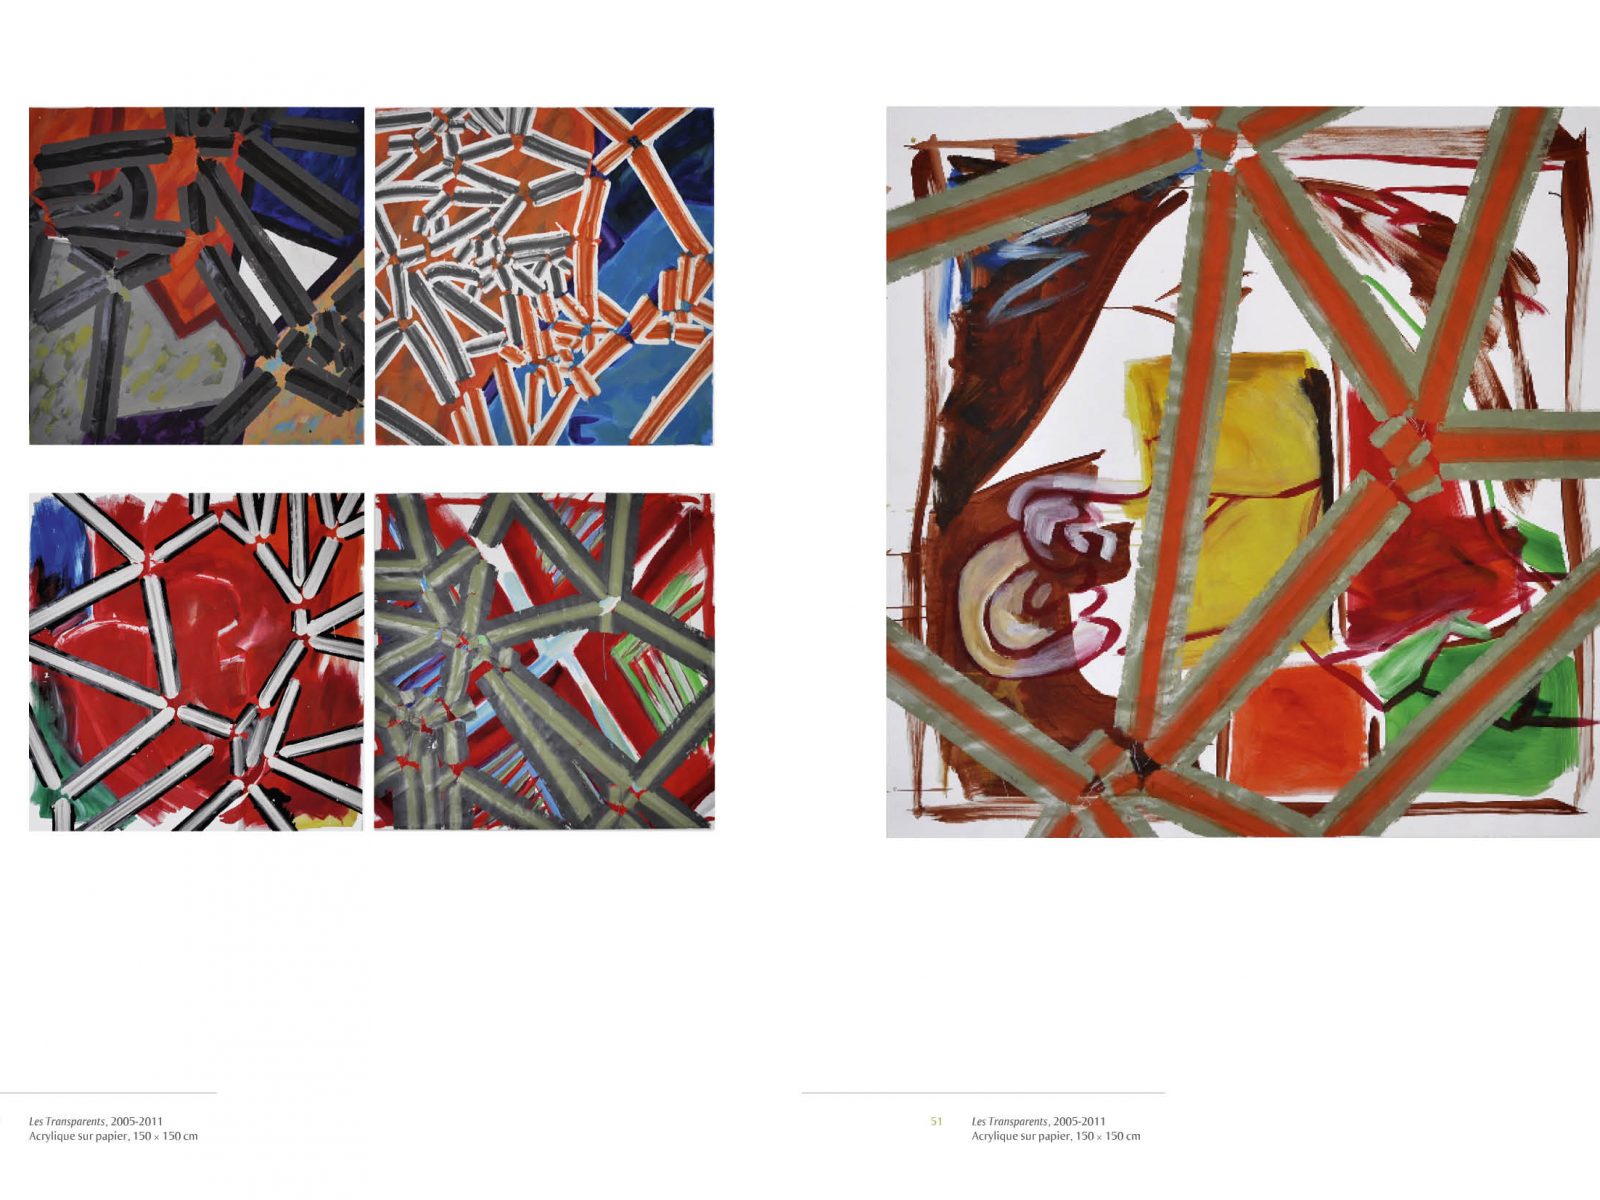 Les Transparents, 2005-2011
Acrylique sur papier, 150 × 150 cm
51
Les Transparents, 2005-2011
Acrylique sur papier, 150 × 150 cm